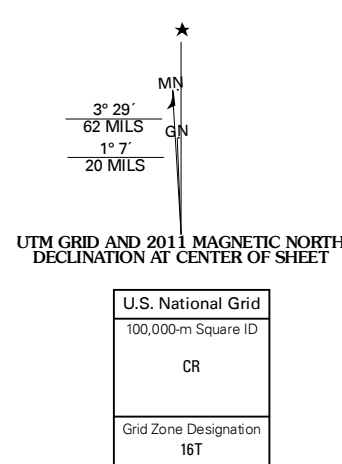 MN
3° 29´
62 MILS
GN
1° 7´
20 MILS
UTM GRID AND 2011 MAGNETIC NORTH
DECLINATION AT CENTER OF SHEET
U.S. National Grid
100,000-m Square ID
CR
Grid Zone Designation
16T